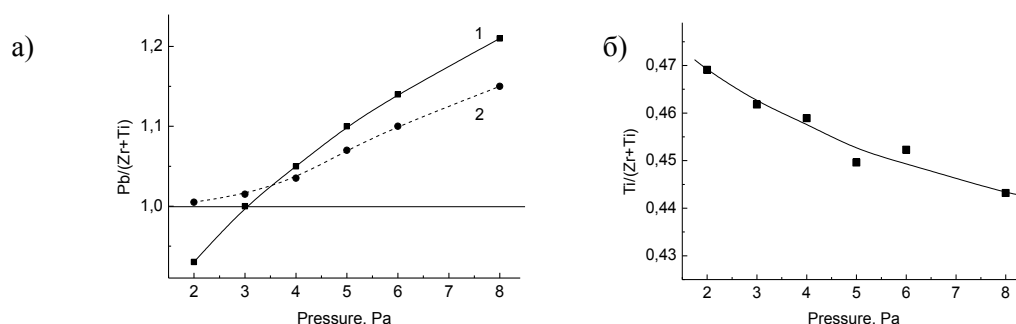 а)
1,2
1,1
1,0
Pb/(Zr+Ti)
1
2
2 3 4 5 6 7 8
Pressure, Pa
б)
0,47
0,46
0,45
0,44
0,43
Ti/(Zr+Ti)
2 3 4 5 6 7 8
Pressure, Pa